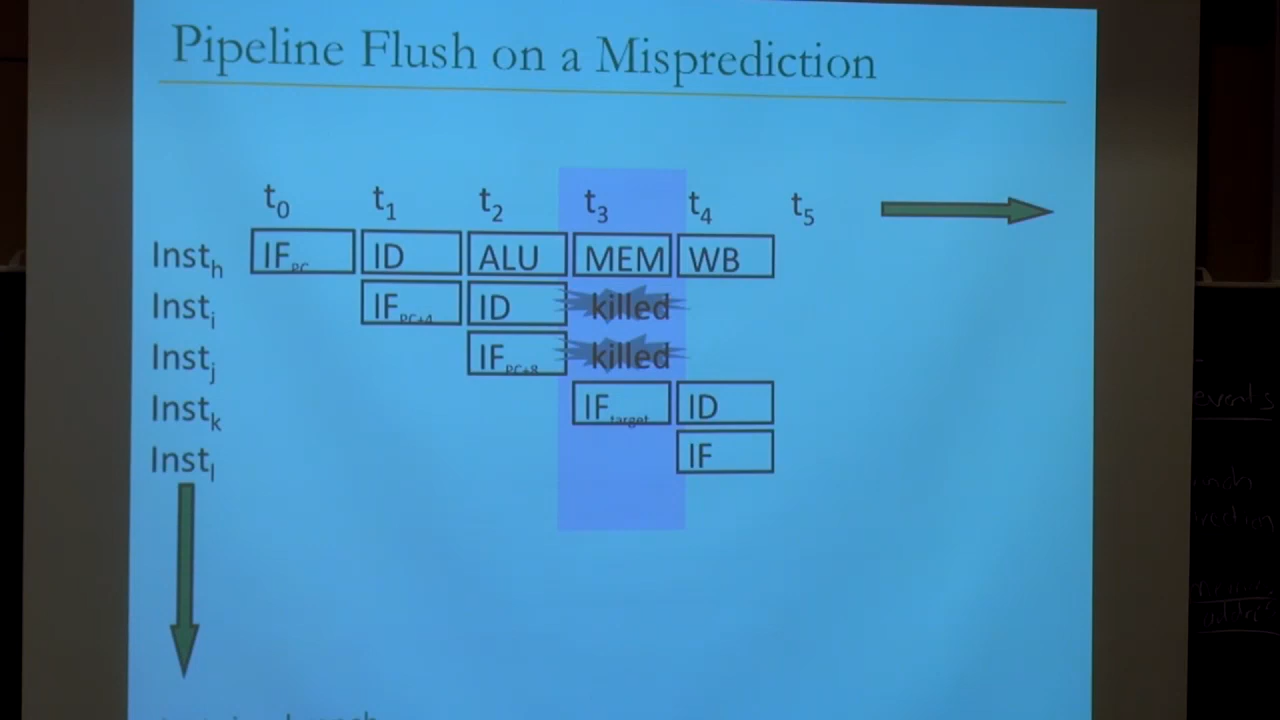 Pipeline Flush on a Misprediction
t0 t1 t2 t3 t4 t5
Insth IFPC ID ALU MEM WB
Insti IFPC+4 ID killed
Instj IFPC+8 killed
Instk IFtarget ID
Instl IF